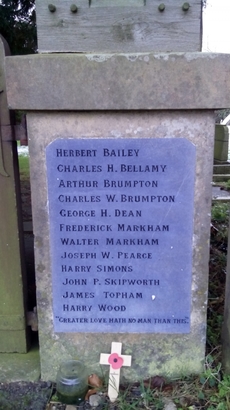 HERBERT BAILEY
CHARLES H. BELLAMY
ARTHUR BRUMPTON
CHARLES W. BRUMPTON
GEORGE H. DEAN
FREDERICK MARKHAM
WALTER MARKHAM
JOSEPH W. PEARCE
HARRY SIMONS
JOHN P. SKIPWORTH
JAMES TOPHAM
HARRY WOOD
"GREATER LOVE HATH NO MAN THAN THIS."